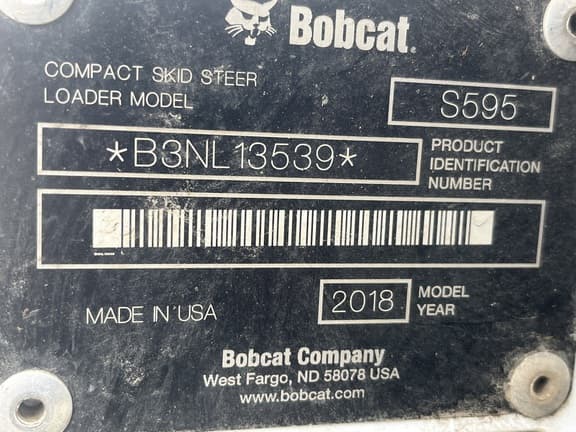 Bobcat.
COMPACT SKID STEER
LOADER MODEL
S595
*B3NL13539*
PRODUCT
IDENTIFICATION
NUMBER
MADE IN USA
2018
MODEL
YEAR
Bobcat Company
West Fargo, ND 58078 USA
www.bobcat.com